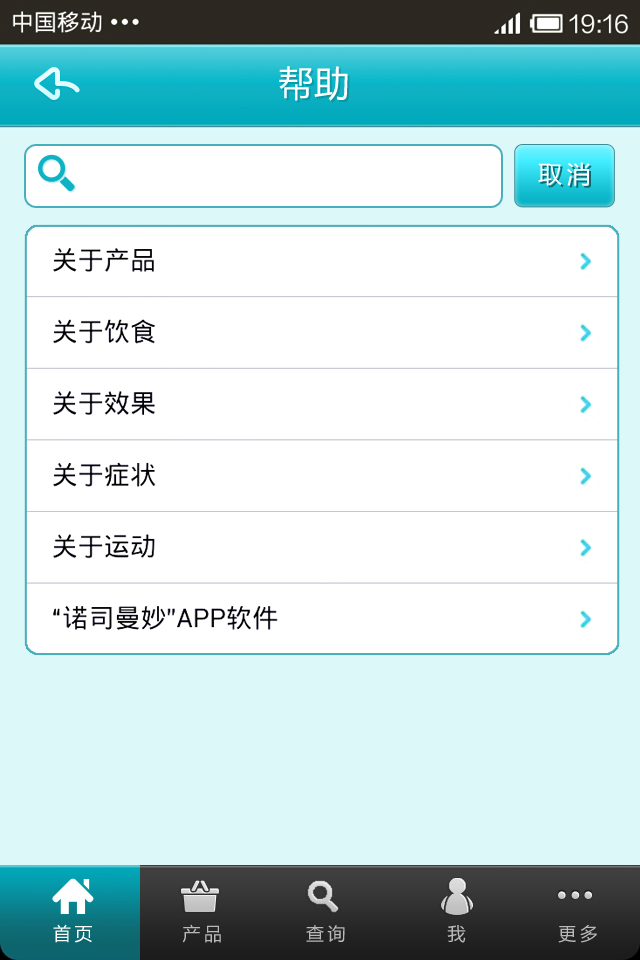 中国移动 ••• 19:16
帮助
取消
关于产品
关于饮食
关于效果
关于症状
关于运动
“诺司曼妙”APP软件
首页 产品 查询 我 更多